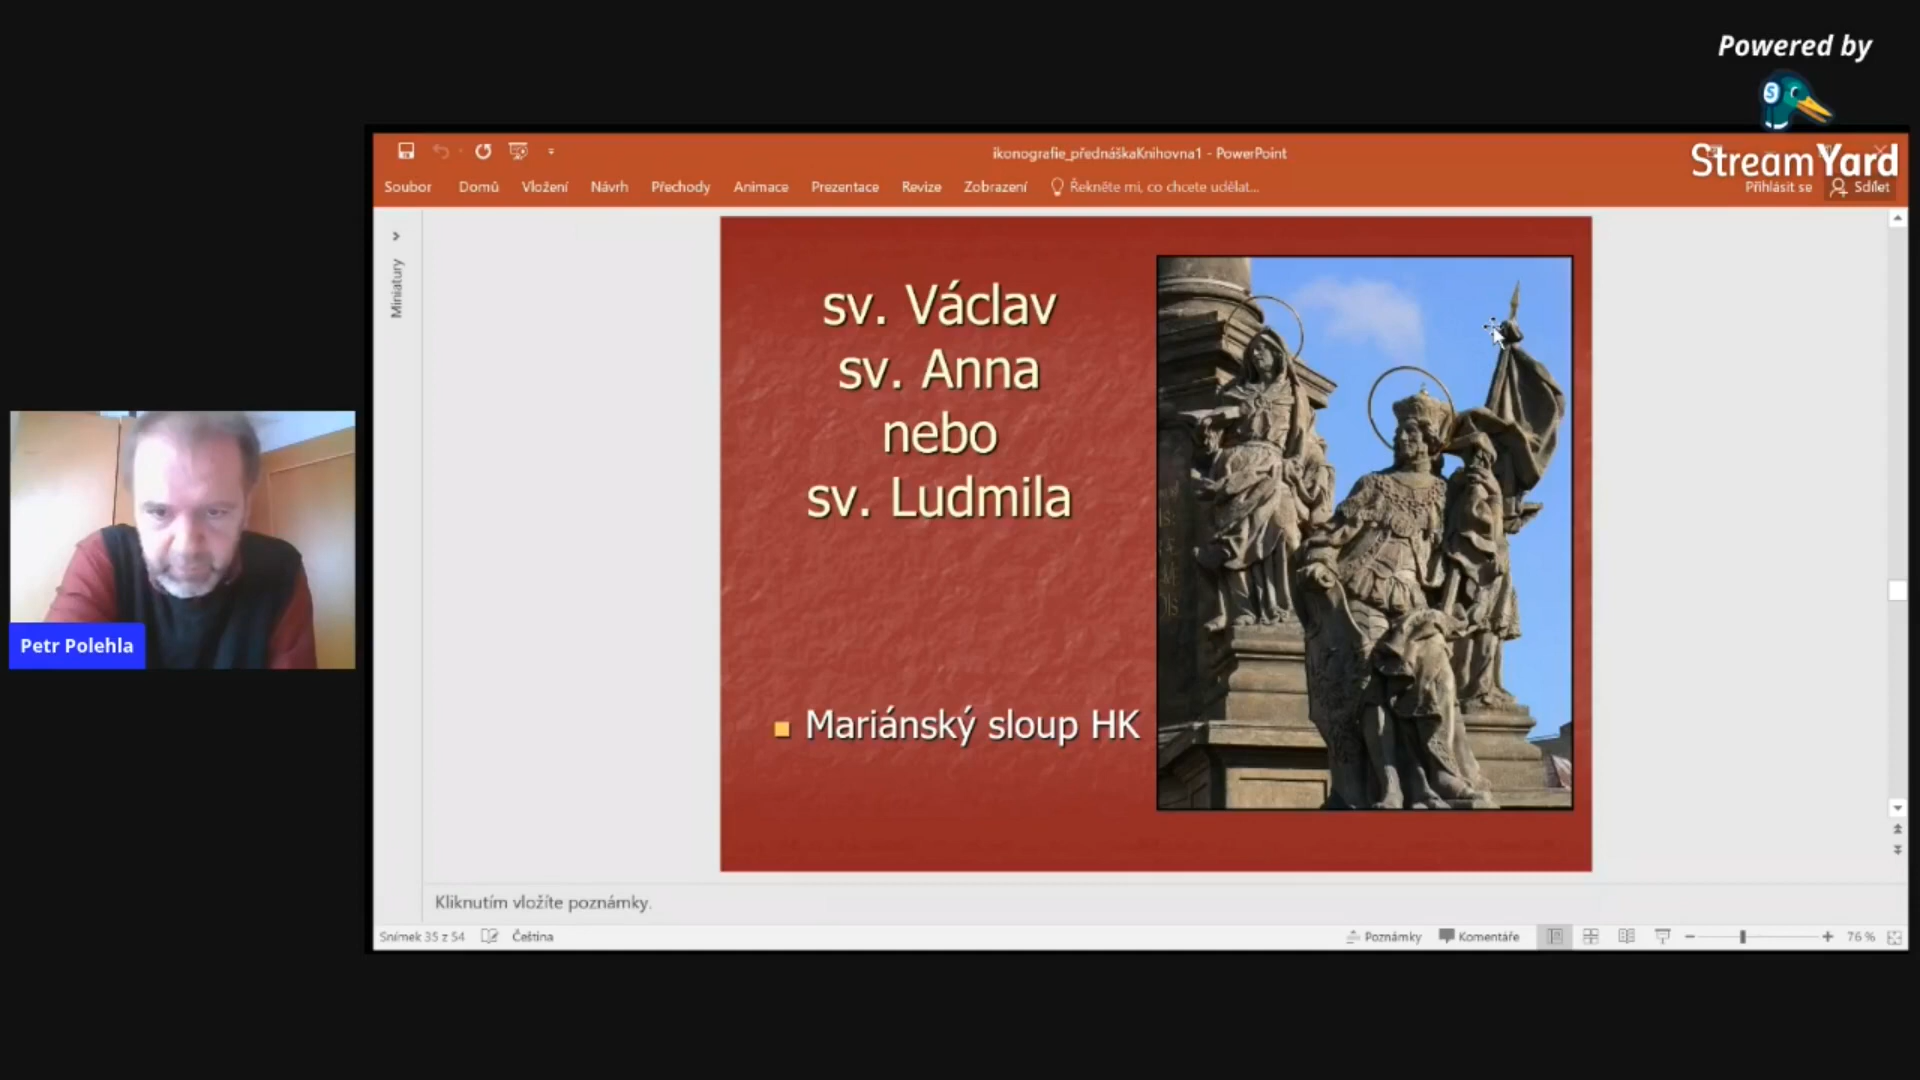 Powered by
StreamYard
ikonografie_přednáškaKnihovna1 - PowerPoint
Soubor Domů Vložení Návrh Přechody Animace Prezentace Revize Zobrazení Řekněte mi, co chcete udělat... Přihlásit se Sdílet
Miniatury
sv. Václav
sv. Anna
nebo
sv. Ludmila
Mariánský sloup HK
Petr Polehla
Kliknutím vložíte poznámky.
Snímek 35 z 54 Čeština Poznámky Komentáře 76 %